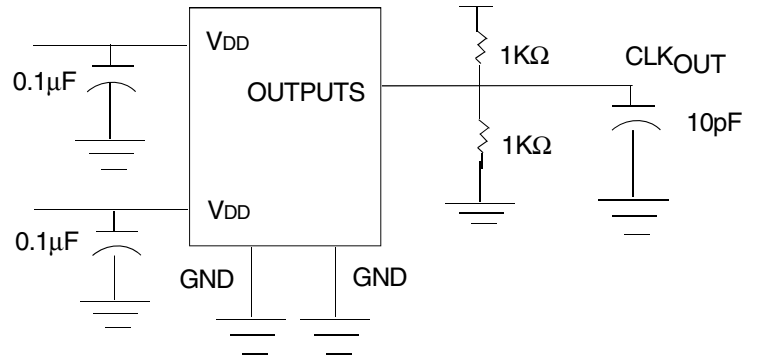 VDD
0.1μF
OUTPUTS
1KΩ
CLKOUT
10pF
1KΩ
VDD
0.1μF
GND
GND